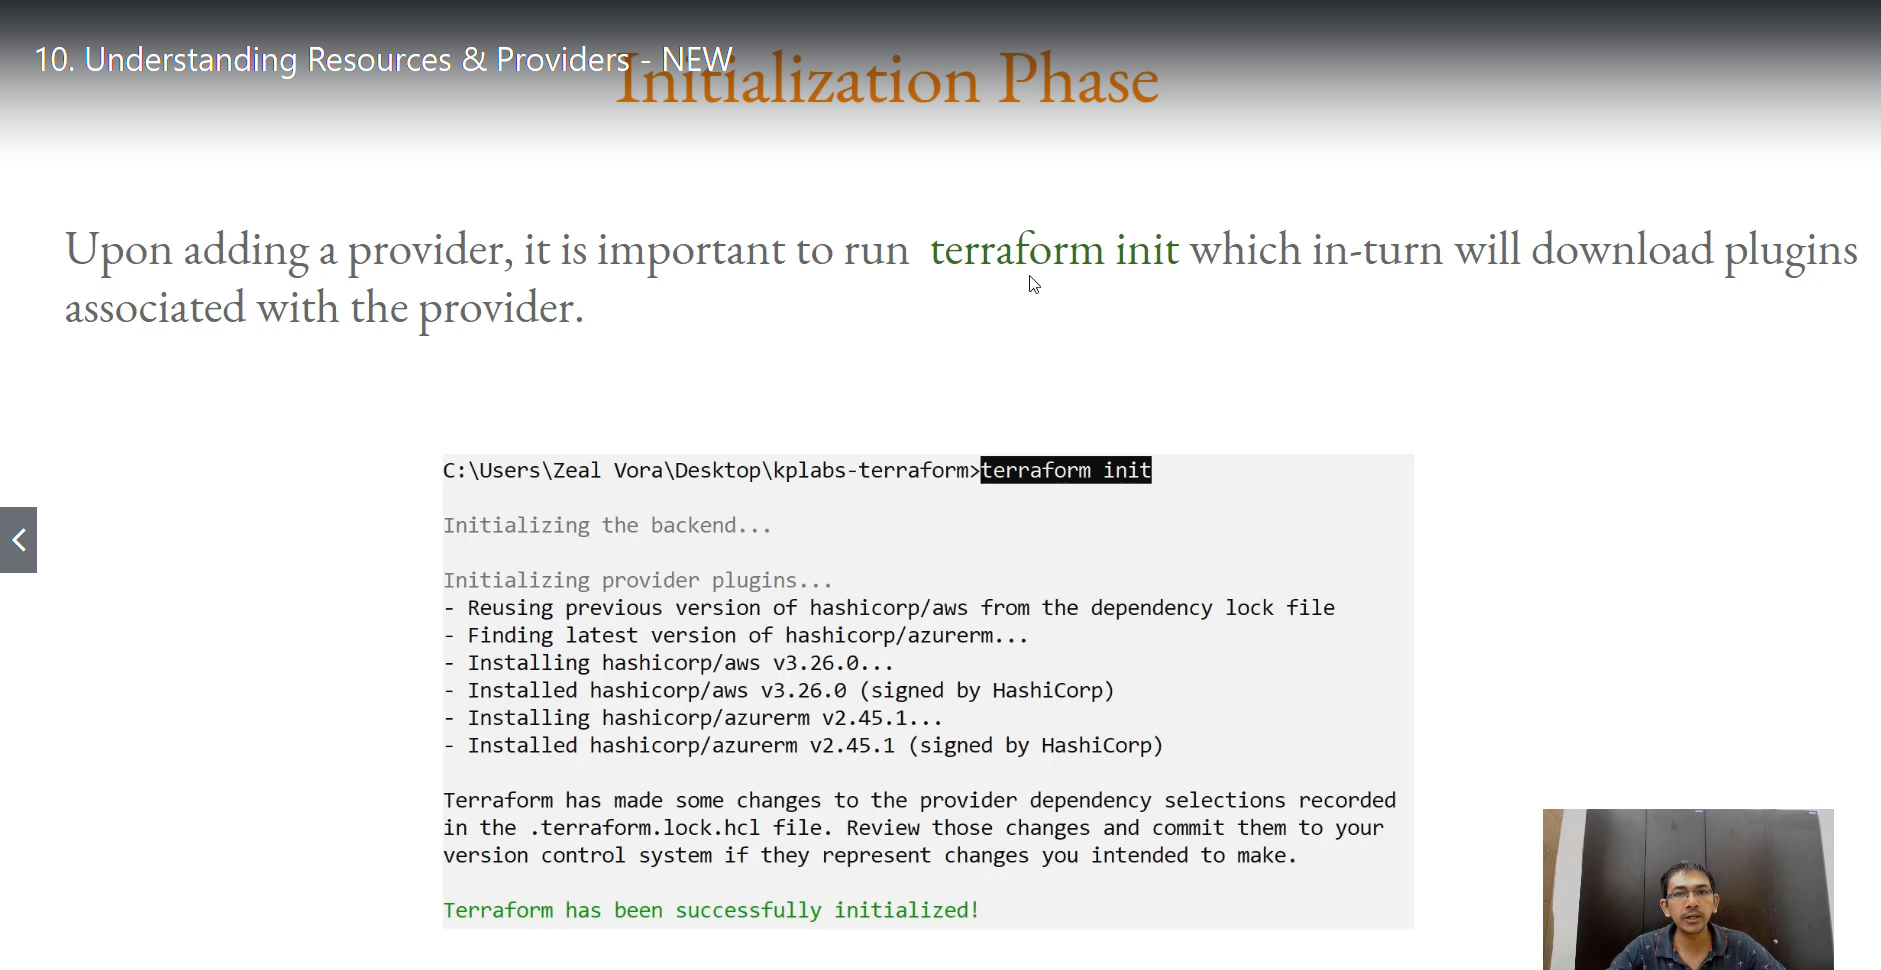 10. Understanding Resources & Providers - NEW
Initialization Phase
Upon adding a provider, it is important to run terraform init which in-turn will download plugins
associated with the provider.
C:\Users\Zeal Vora\Desktop\kplabs-terraform>terraform init
Initializing the backend...
Initializing provider plugins...
- Reusing previous version of hashicorp/aws from the dependency lock file
- Finding latest version of hashicorp/azurerm...
- Installing hashicorp/aws v3.26.0...
- Installed hashicorp/aws v3.26.0 (signed by HashiCorp)
- Installing hashicorp/azurerm v2.45.1...
- Installed hashicorp/azurerm v2.45.1 (signed by HashiCorp)
Terraform has made some changes to the provider dependency selections recorded
in the .terraform.lock.hcl file. Review those changes and commit them to your
version control system if they represent changes you intended to make.
Terraform has been successfully initialized!